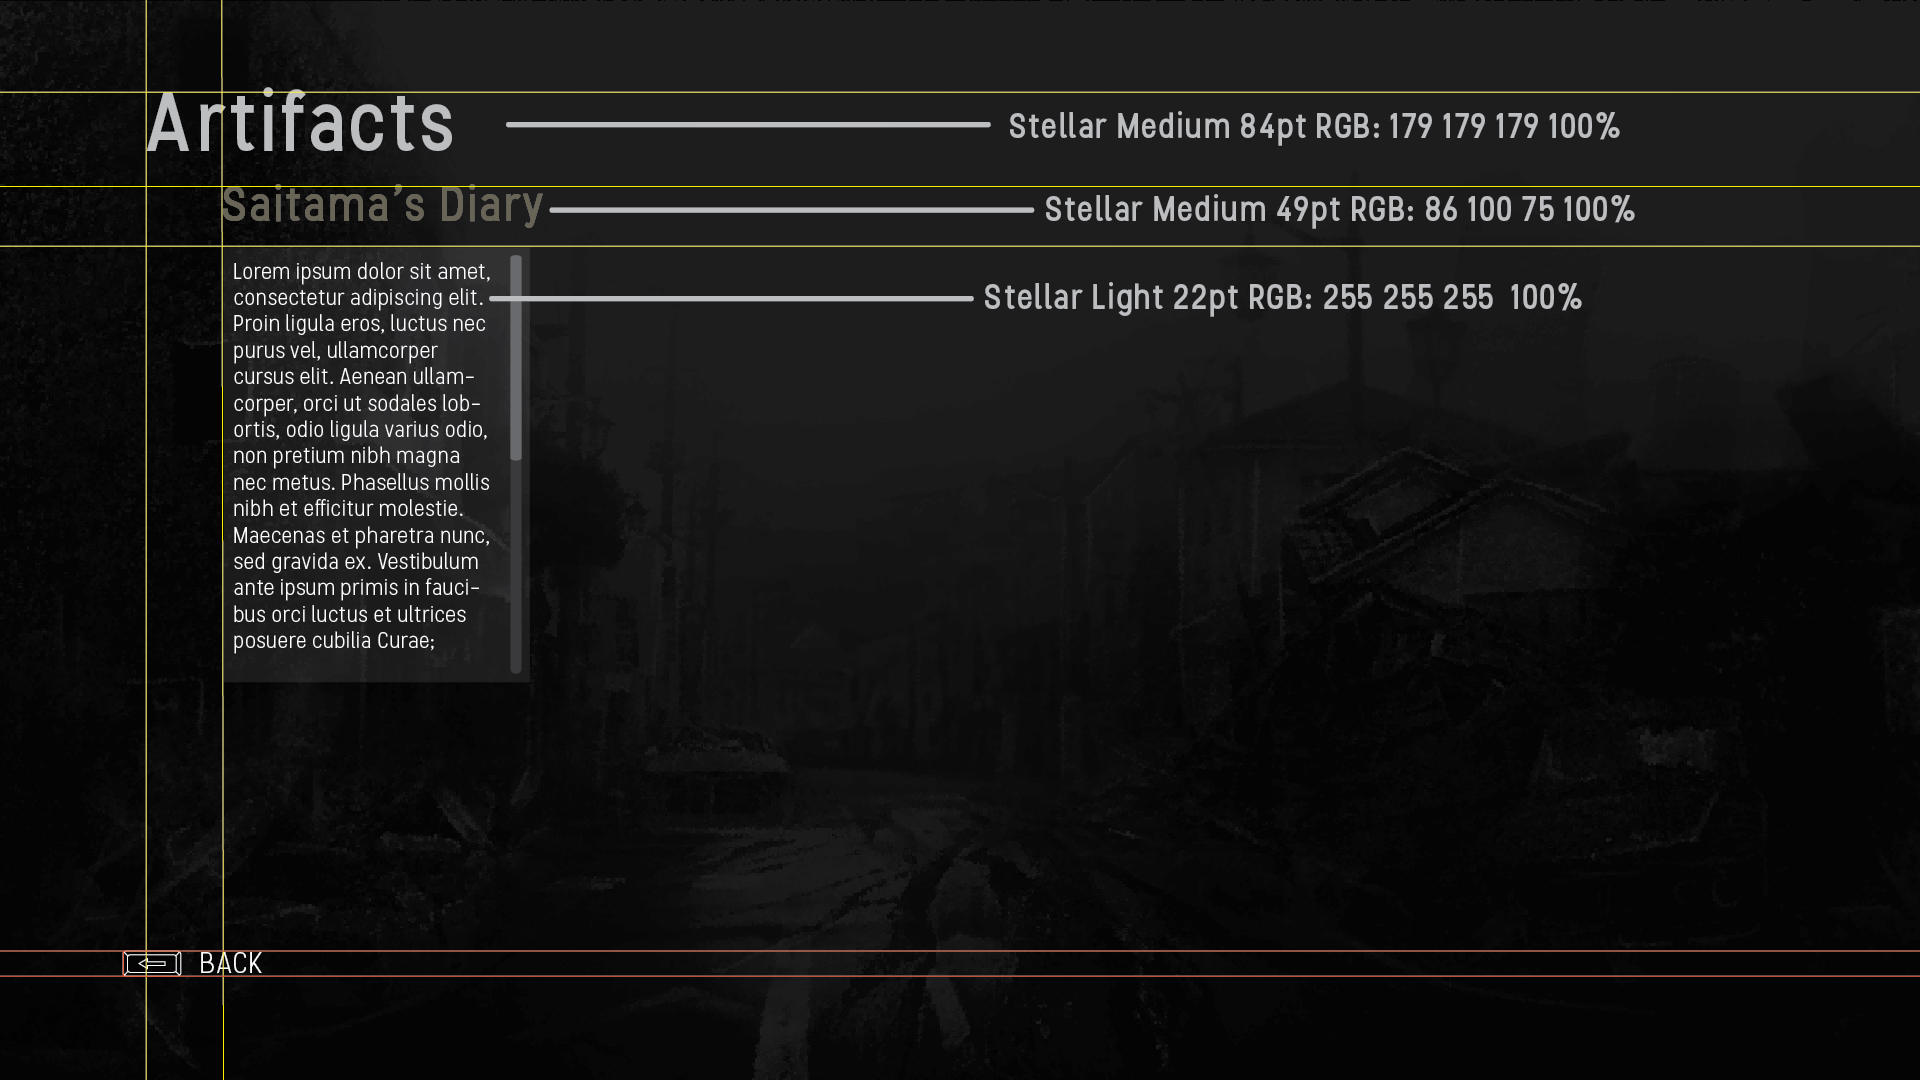 Artifacts
Stellar Medium 84pt RGB: 179 179 179 100%
Saitama’s Diary
Stellar Medium 49pt RGB: 86 100 75 100%
Lorem ipsum dolor sit amet,
consectetur adipiscing elit.
Stellar Light 22pt RGB: 255 255 255  100%
Proin ligula eros, luctus nec
purus vel, ullamcorper
cursus elit. Aenean ullam-
corper, orci ut sodales lob-
ortis, odio ligula varius odio,
non pretium nibh magna
nec metus. Phasellus mollis
nibh et efficitur molestie.
Maecenas et pharetra nunc,
sed gravida ex. Vestibulum
ante ipsum primis in fauci-
bus orci luctus et ultrices
posuere cubilia Curae;
BACK